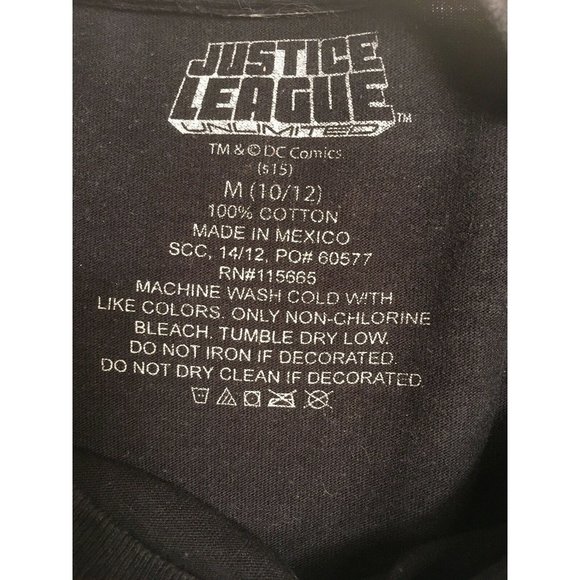 JUSTICE
LEAGUE
UNLIMITED™
TM & © DC Comics
(s15)
M (10/12)
100% COTTON
MADE IN MEXICO
SCC, 14/12, PO# 60577
RN#115665
MACHINE WASH COLD WITH
LIKE COLORS. ONLY NON-CHLORINE
BLEACH. TUMBLE DRY LOW.
DO NOT IRON IF DECORATED.
DO NOT DRY CLEAN IF DECORATED.